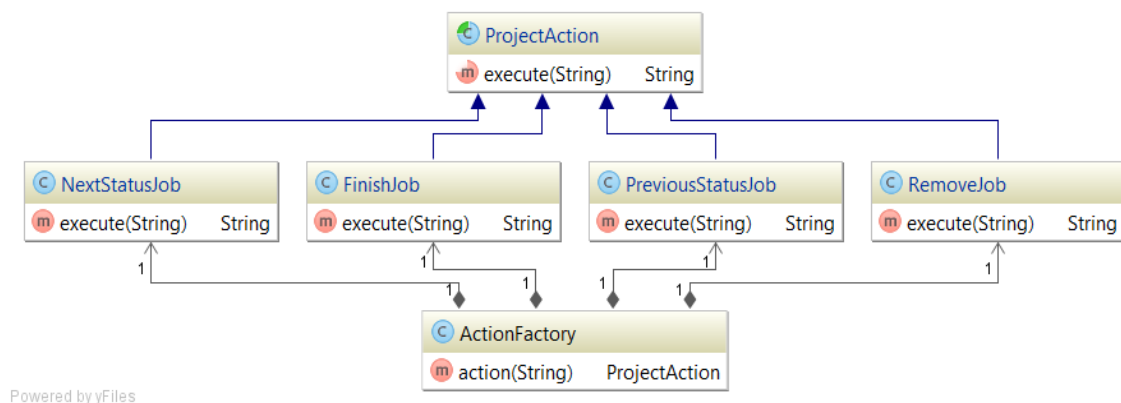 C ProjectAction
m execute(String) String
C NextStatusJob
m execute(String) String
C FinishJob
m execute(String) String
C PreviousStatusJob
m execute(String) String
C RemoveJob
m execute(String) String
1 1 1 1
1 1 1 1
C ActionFactory
m action(String) ProjectAction
Powered by yFiles